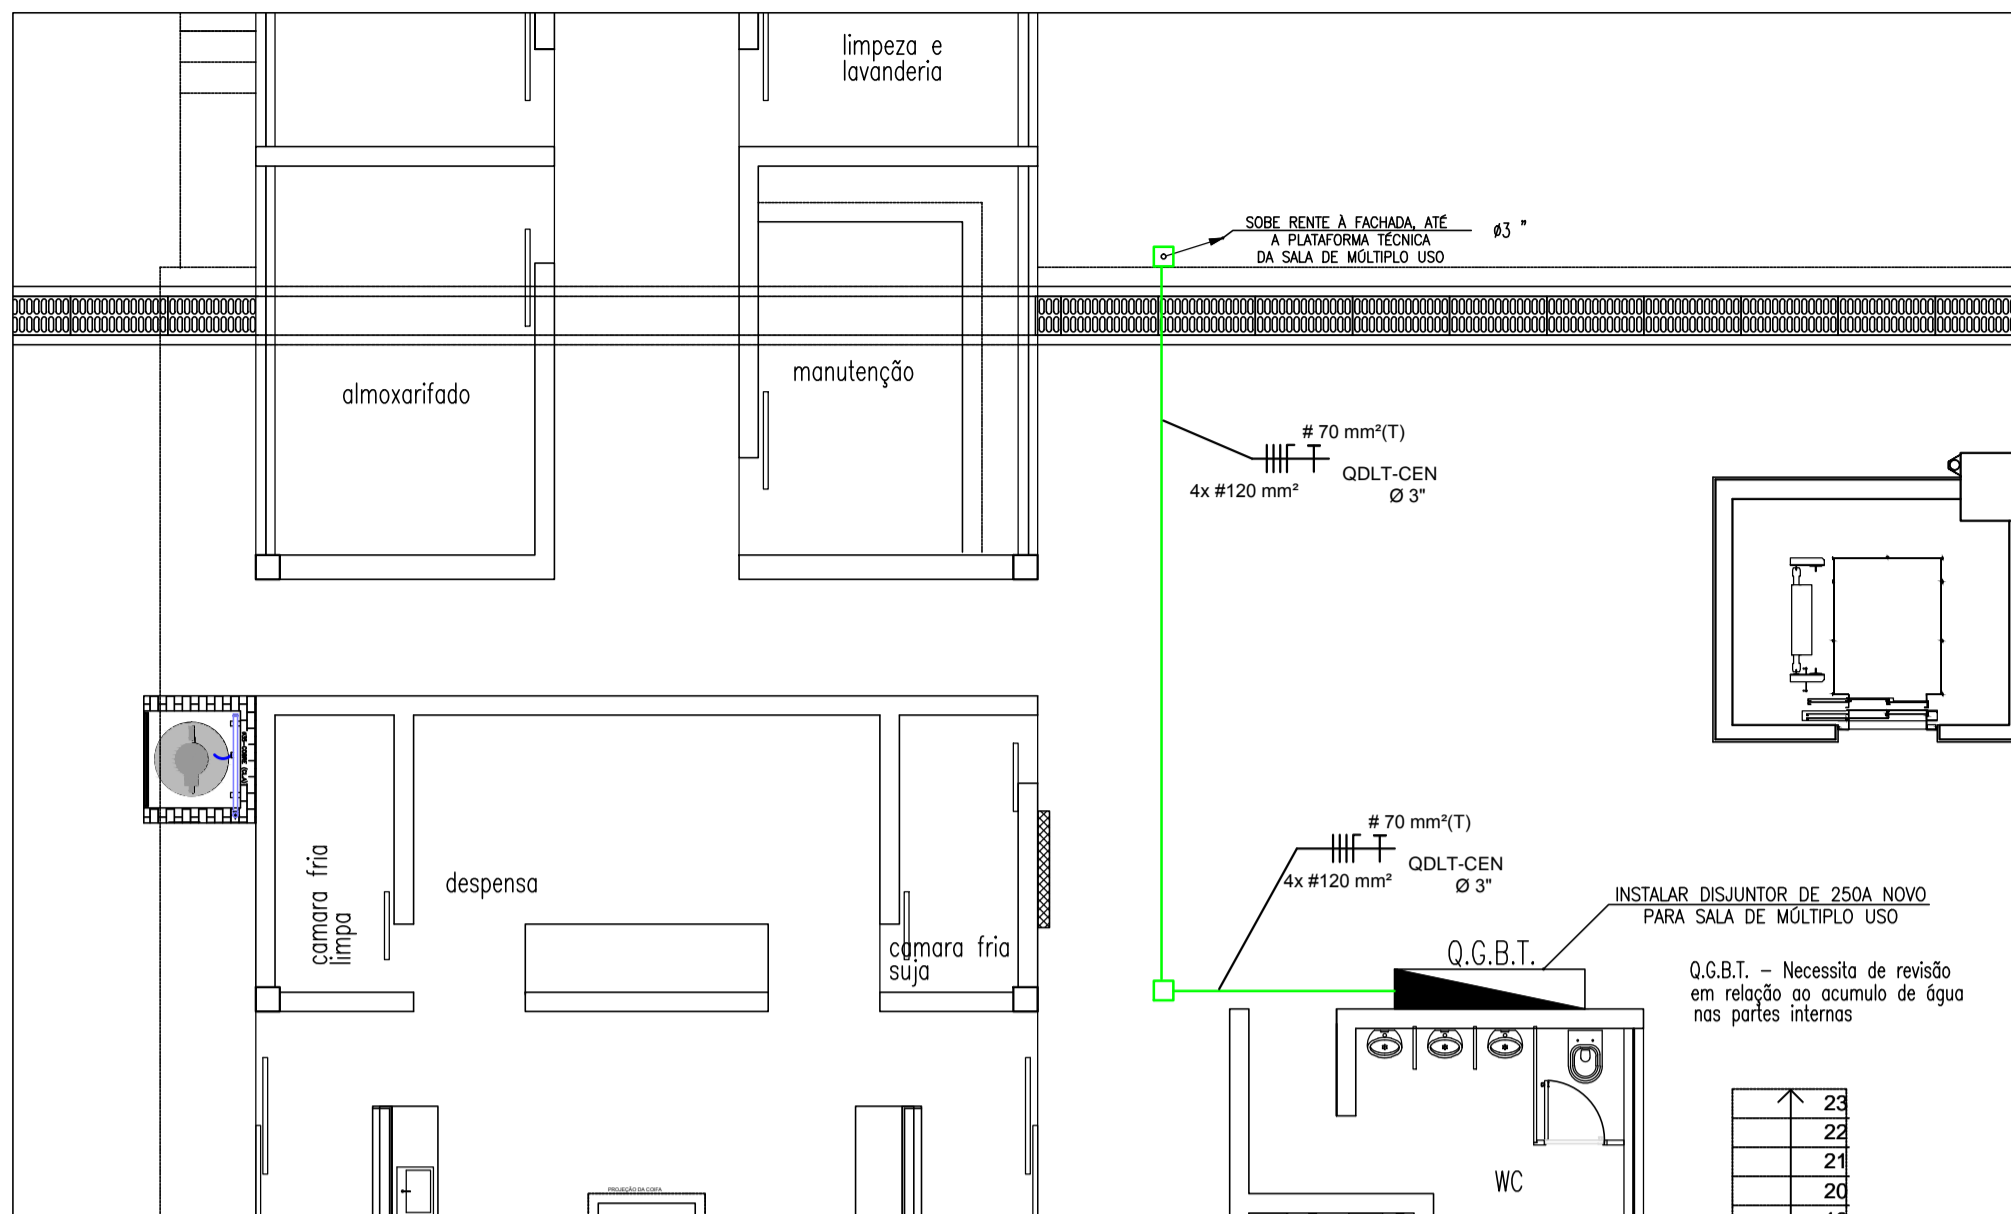 limpeza e
lavanderia
SOBE RENTE À FACHADA, ATÉ
A PLATAFORMA TÉCNICA
DA SALA DE MÚLTIPLO USO
ø3 "
almoxarifado
manutenção
# 70 mm²(T)
4x #120 mm²
QDLT-CEN
Ø 3"
camara fria
limpa
despensa
camara fria
suja
# 70 mm²(T)
4x #120 mm²
QDLT-CEN
Ø 3"
INSTALAR DISJUNTOR DE 250A NOVO
PARA SALA DE MÚLTIPLO USO
Q.G.B.T.
Q.G.B.T. – Necessita de revisão
em relação ao acumulo de água
nas partes internas
WC
PROJEÇÃO DA COIFA
23
22
21
20